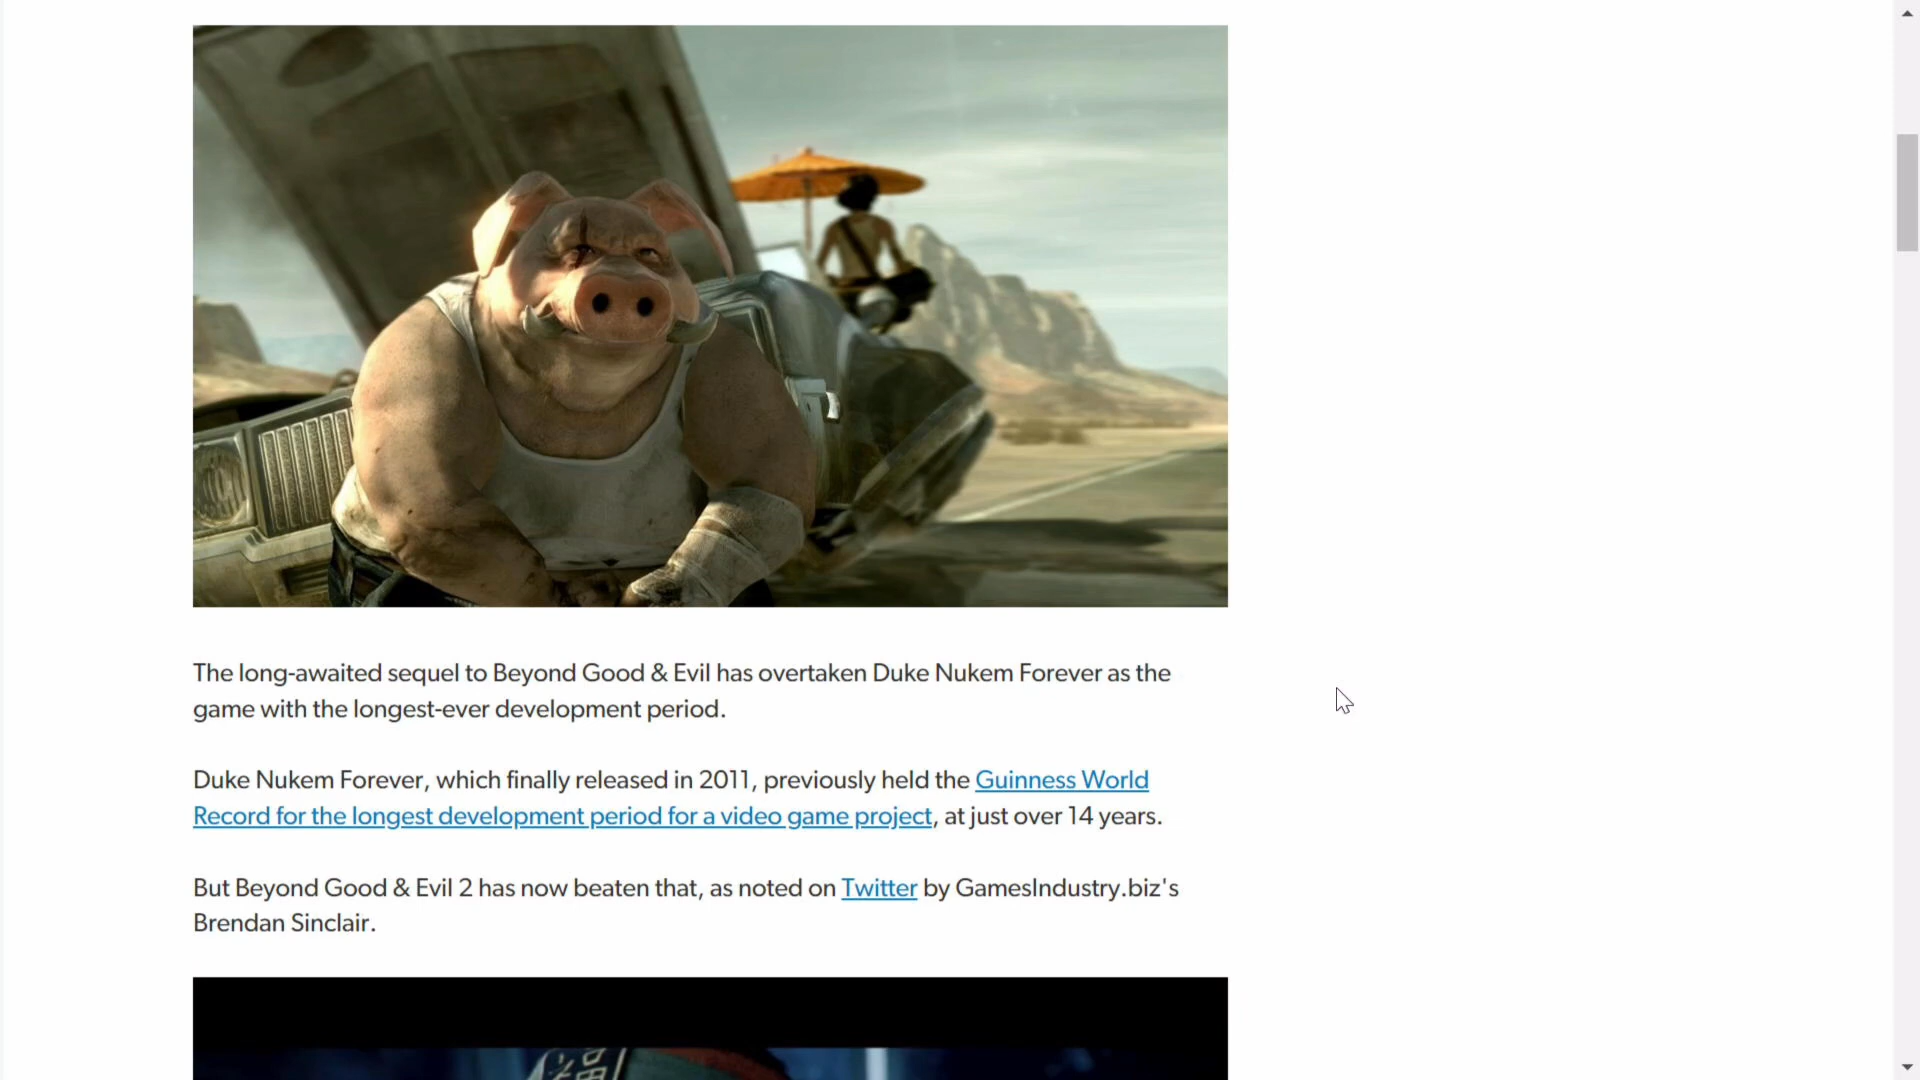 The long-awaited sequel to Beyond Good & Evil has overtaken Duke Nukem Forever as the
game with the longest-ever development period.
Duke Nukem Forever, which finally released in 2011, previously held the Guinness World
Record for the longest development period for a video game project, at just over 14 years.
But Beyond Good & Evil 2 has now beaten that, as noted on Twitter by GamesIndustry.biz's
Brendan Sinclair.
福